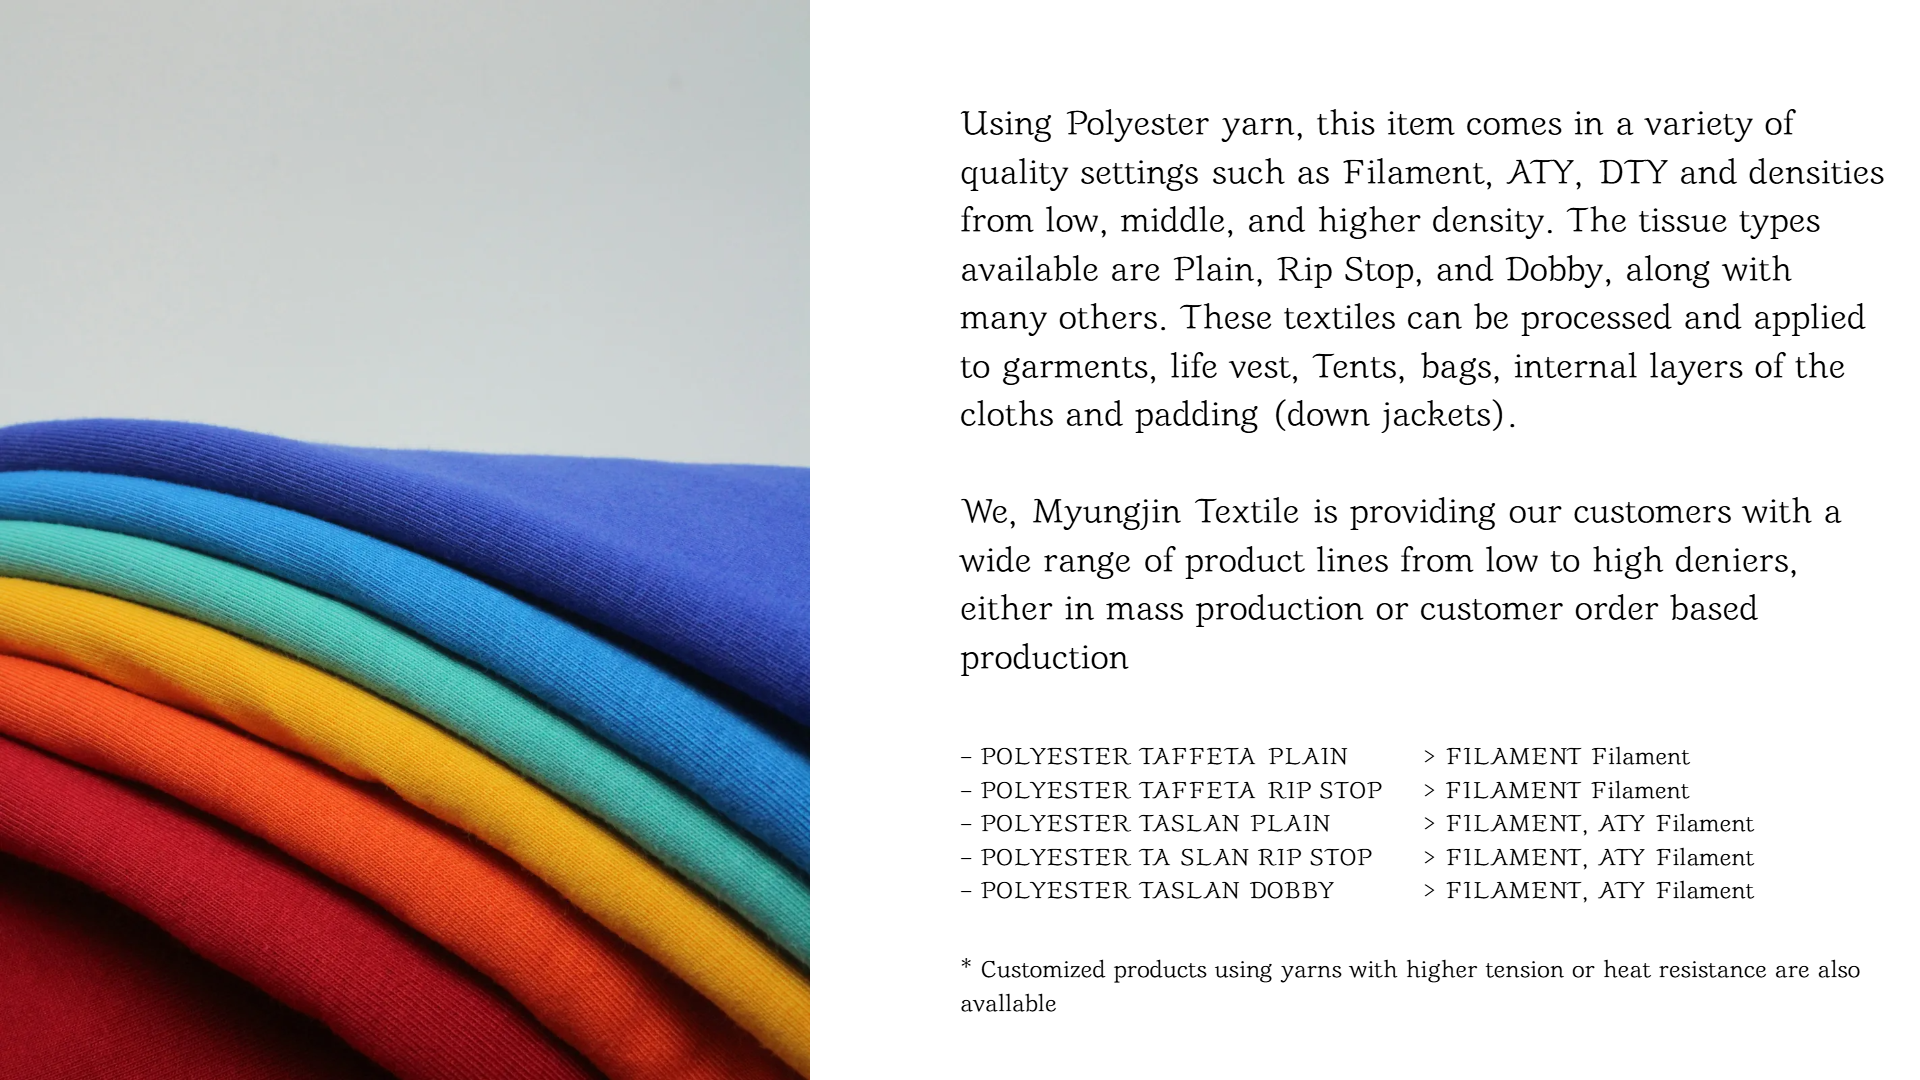 Using Polyester yarn, this item comes in a variety of
quality settings such as Filament, ATY, DTY and densities
from low, middle, and higher density. The tissue types
available are Plain, Rip Stop, and Dobby, along with
many others. These textiles can be processed and applied
to garments, life vest, Tents, bags, internal layers of the
cloths and padding (down jackets).
We, Myungjin Textile is providing our customers with a
wide range of product lines from low to high deniers,
either in mass production or customer order based
production
- POLYESTER TAFFETA PLAIN > FILAMENT Filament
- POLYESTER TAFFETA RIP STOP > FILAMENT Filament
- POLYESTER TASLAN PLAIN > FILAMENT, ATY Filament
- POLYESTER TA SLAN RIP STOP > FILAMENT, ATY Filament
- POLYESTER TASLAN DOBBY > FILAMENT, ATY Filament
* Customized products using yarns with higher tension or heat resistance are also
avallable